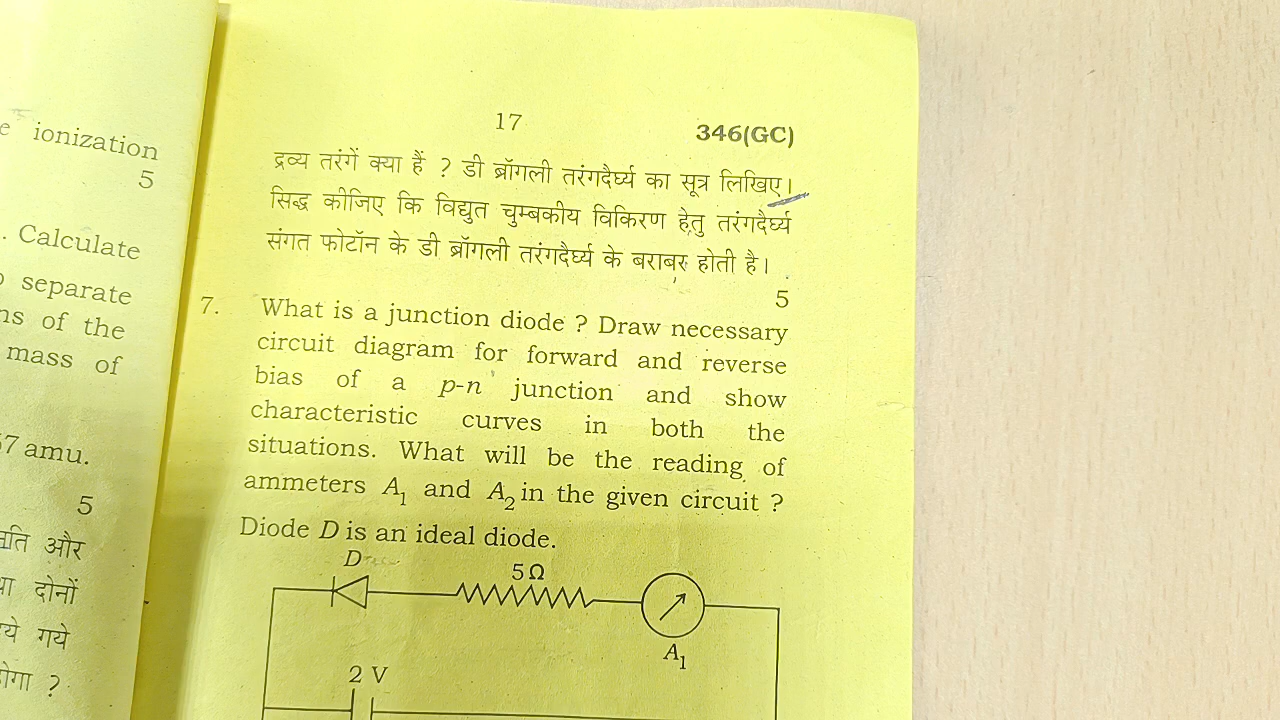 ionization
5
. Calculate
separate
ns of the
mass of
57 amu.
5
और
दोनों
गये
?
17
346(GC)
द्रव्य तरंगें क्या हैं ? डी ब्रॉगली तरंगदैर्घ्य का सूत्र लिखिए।
सिद्ध कीजिए कि विद्युत चुम्बकीय विकिरण हेतु तरंगदैर्घ्य
संगत फोटॉन के डी ब्रॉगली तरंगदैर्घ्य के बराबर होती है।
5
7. What is a junction diode ? Draw necessary
circuit diagram for forward and reverse
bias of a p-n junction and show
characteristic curves in both the
situations. What will be the reading of
ammeters A₁ and A₂ in the given circuit ?
Diode D is an ideal diode.
D
5Ω
A₁
2 V